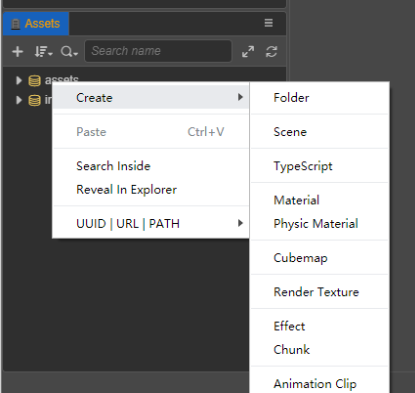 Assets
Search name
assets
Create
Folder
Paste Ctrl+V
Scene
Search Inside
TypeScript
Reveal In Explorer
Material
UUID | URL | PATH
Physic Material
Cubemap
Render Texture
Effect
Chunk
Animation Clip